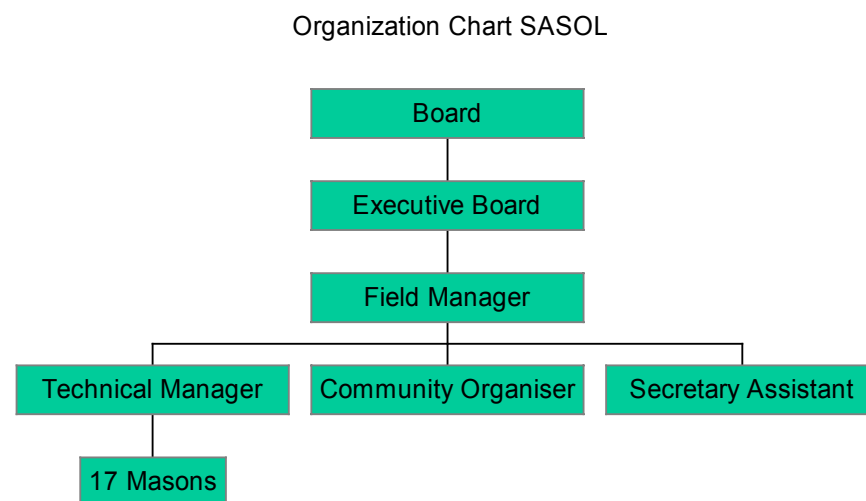 Organization Chart SASOL
Board
Executive Board
Field Manager
Technical Manager
Community Organiser
Secretary Assistant
17 Masons